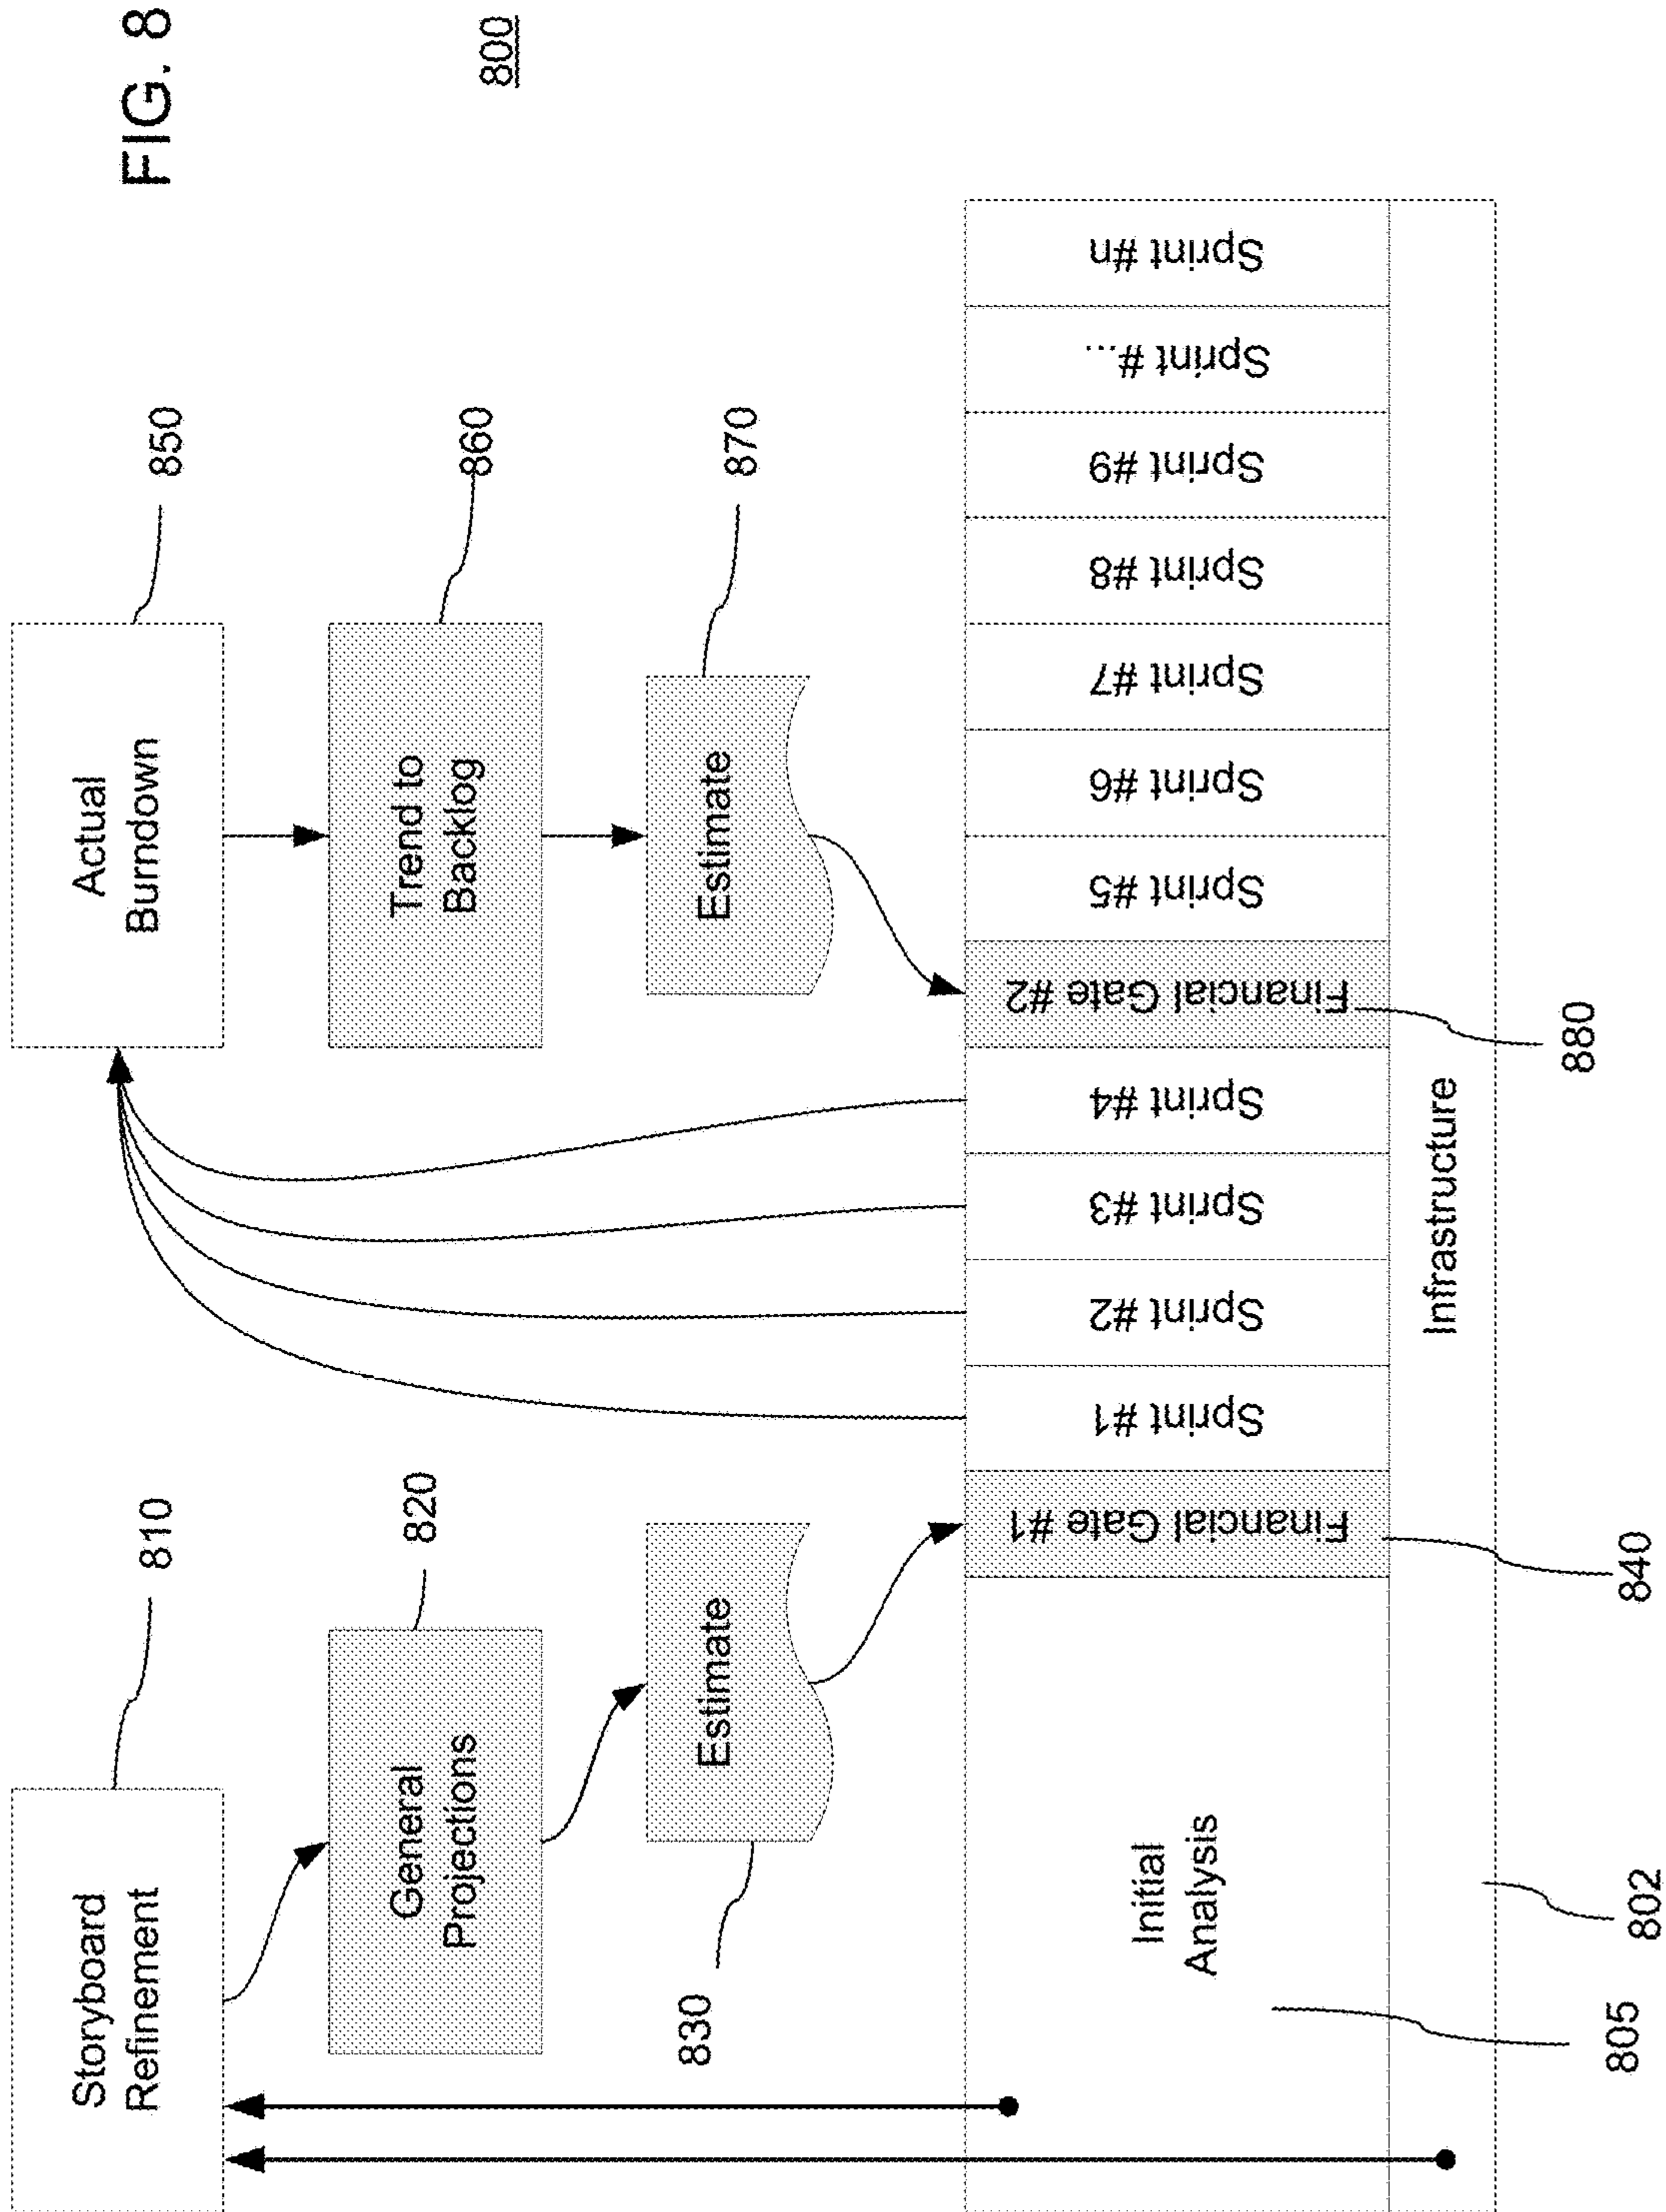 FIG. 8
800
Storyboard
Refinement
810
General
Projections
820
Estimate
830
Actual
Burndown
850
Trend to
Backlog
860
Estimate
870
Initial
Analysis
805
Financial Gate #1
840
Sprint #1
Sprint #2
Sprint #3
Sprint #4
Financial Gate #2
880
Sprint #5
Sprint #6
Sprint #7
Sprint #8
Sprint #9
Sprint #...
Sprint #n
Infrastructure
802